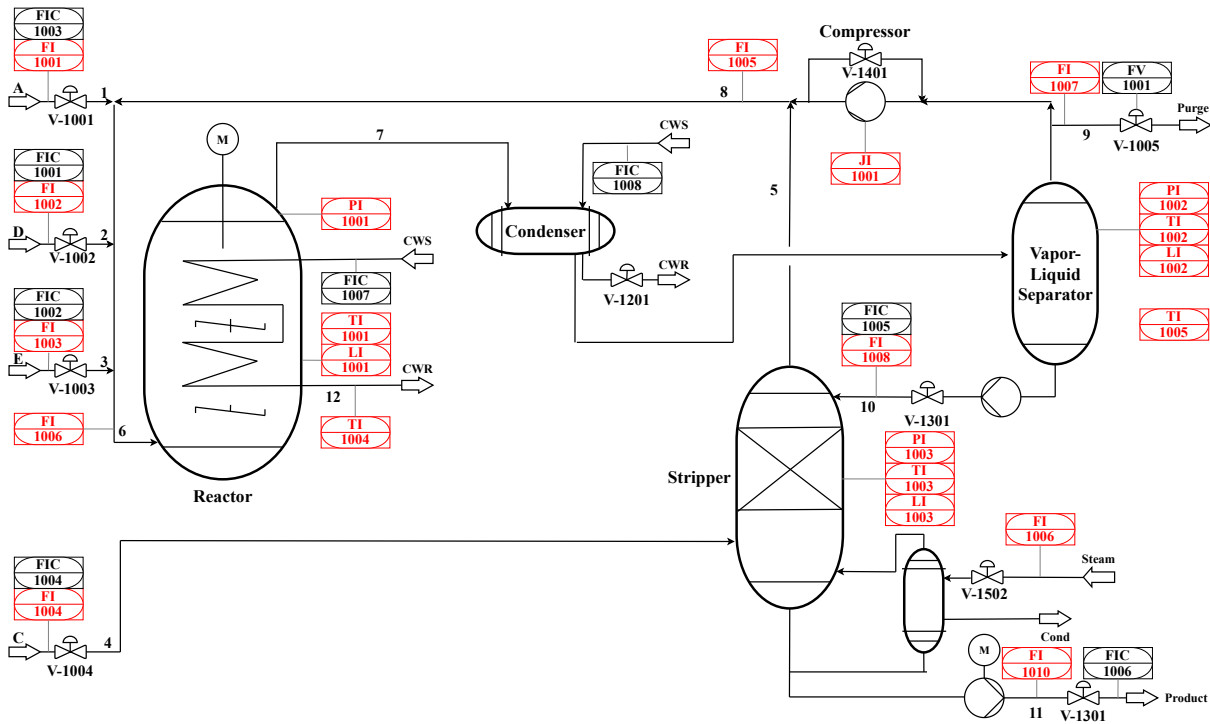 FIC
1003
FI
1001
A
1
V-1001
FIC
1001
FI
1002
D
2
V-1002
FIC
1002
FI
1003
E
3
V-1003
FI
1006
6
FIC
1004
FI
1004
C
4
V-1004
M
7
PI
1001
CWS
FIC
1007
TI
1001
LI
1001
CWR
12
TI
1004
Reactor
CWS
FIC
1008
Condenser
CWR
V-1201
FI
1005
8
Compressor
V-1401
JI
1001
5
FI
1007
FV
1001
Purge
9
V-1005
PI
1002
TI
1002
LI
1002
TI
1005
Vapor-
Liquid
Separator
FIC
1005
FI
1008
10
V-1301
Stripper
PI
1003
TI
1003
LI
1003
FI
1006
Steam
V-1502
Cond
M
FI
1010
FIC
1006
11
V-1301
Product